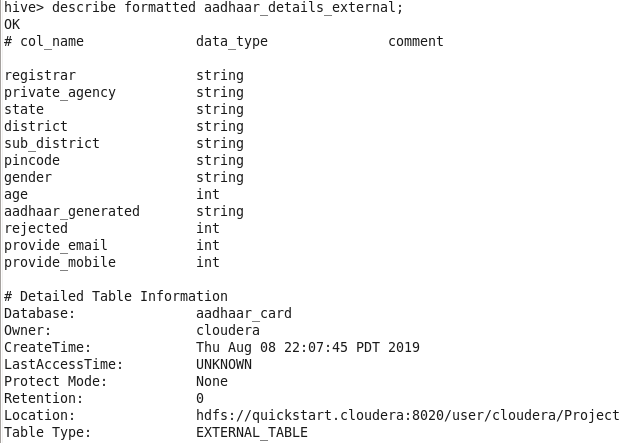 hive> describe formatted aadhaar_details_external;
OK
# col_name data_type comment
registrar string
private_agency string
state string
district string
sub_district string
pincode string
gender string
age int
aadhaar_generated string
rejected int
provide_email int
provide_mobile int
# Detailed Table Information
Database: aadhaar_card
Owner: cloudera
CreateTime: Thu Aug 08 22:07:45 PDT 2019
LastAccessTime: UNKNOWN
Protect Mode: None
Retention: 0
Location: hdfs://quickstart.cloudera:8020/user/cloudera/Project
Table Type: EXTERNAL_TABLE